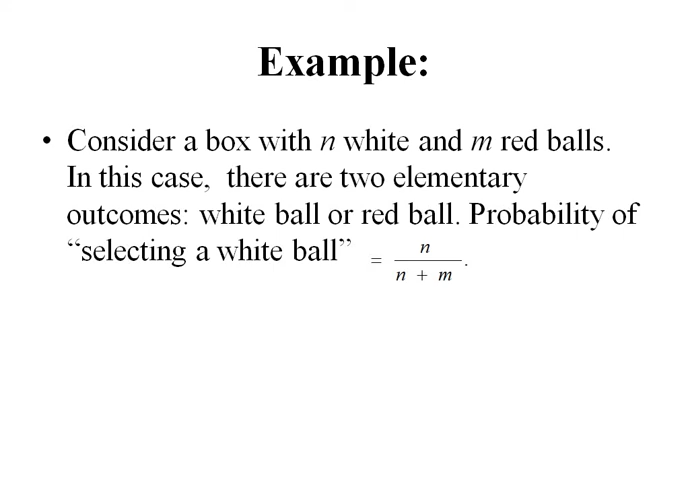 Example:
• Consider a box with n white and m red balls.
In this case,  there are two elementary
outcomes: white ball or red ball. Probability of
“selecting a white ball” = n / (n + m).